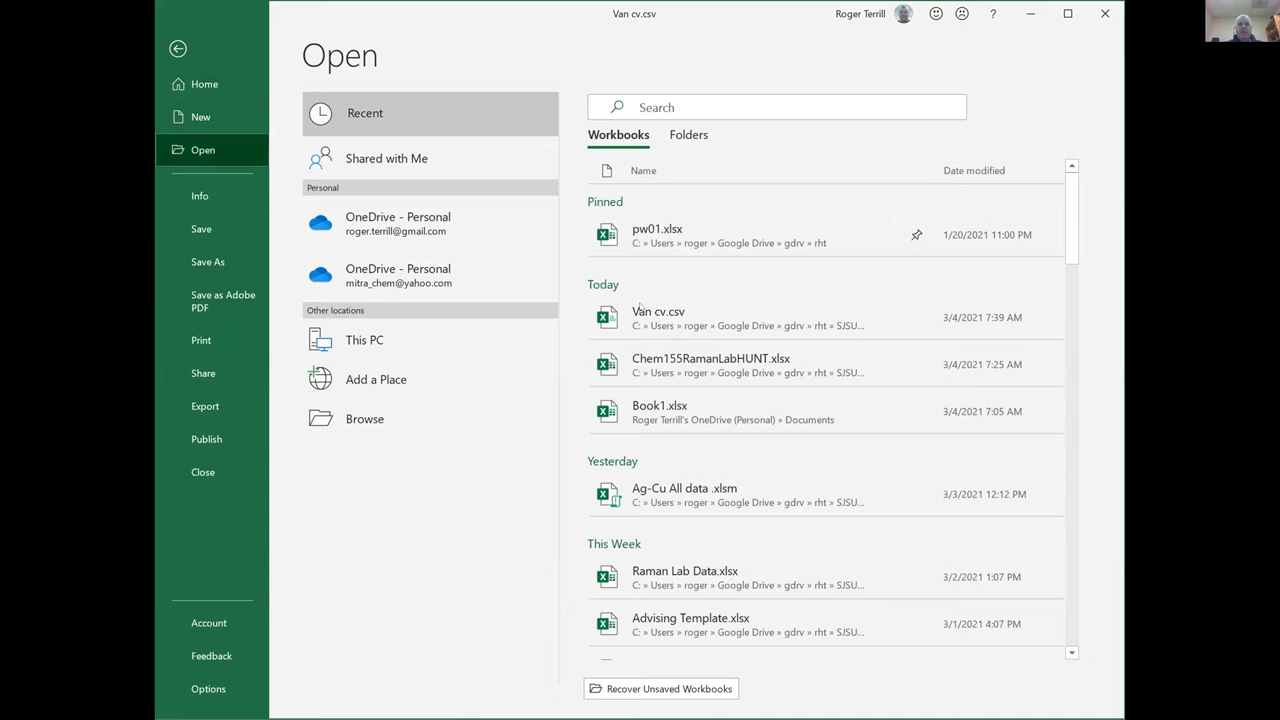 Van cv.csv
Roger Terrill
?
Home
New
Open
Info
Save
Save As
Save as Adobe
PDF
Print
Share
Export
Publish
Close
Account
Feedback
Options
Open
Recent
Shared with Me
Personal
OneDrive - Personal
roger.terrill@gmail.com
OneDrive - Personal
mitra_chem@yahoo.com
Other locations
This PC
Add a Place
Browse
Search
Workbooks Folders
Name Date modified
Pinned
pw01.xlsx
C: » Users » roger » Google Drive » gdrv » rht
1/20/2021 11:00 PM
Today
Van cv.csv
C: » Users » roger » Google Drive » gdrv » rht » SJSU...
3/4/2021 7:39 AM
Chem155RamanLabHUNT.xlsx
C: » Users » roger » Google Drive » gdrv » rht » SJSU...
3/4/2021 7:25 AM
Book1.xlsx
Roger Terrill's OneDrive (Personal) » Documents
3/4/2021 7:05 AM
Yesterday
Ag-Cu All data .xlsm
C: » Users » roger » Google Drive » gdrv » rht » SJSU...
3/3/2021 12:12 PM
This Week
Raman Lab Data.xlsx
C: » Users » roger » Google Drive » gdrv » rht » SJSU...
3/2/2021 1:07 PM
Advising Template.xlsx
C: » Users » roger » Google Drive » gdrv » rht » SJSU...
3/1/2021 4:07 PM
Recover Unsaved Workbooks